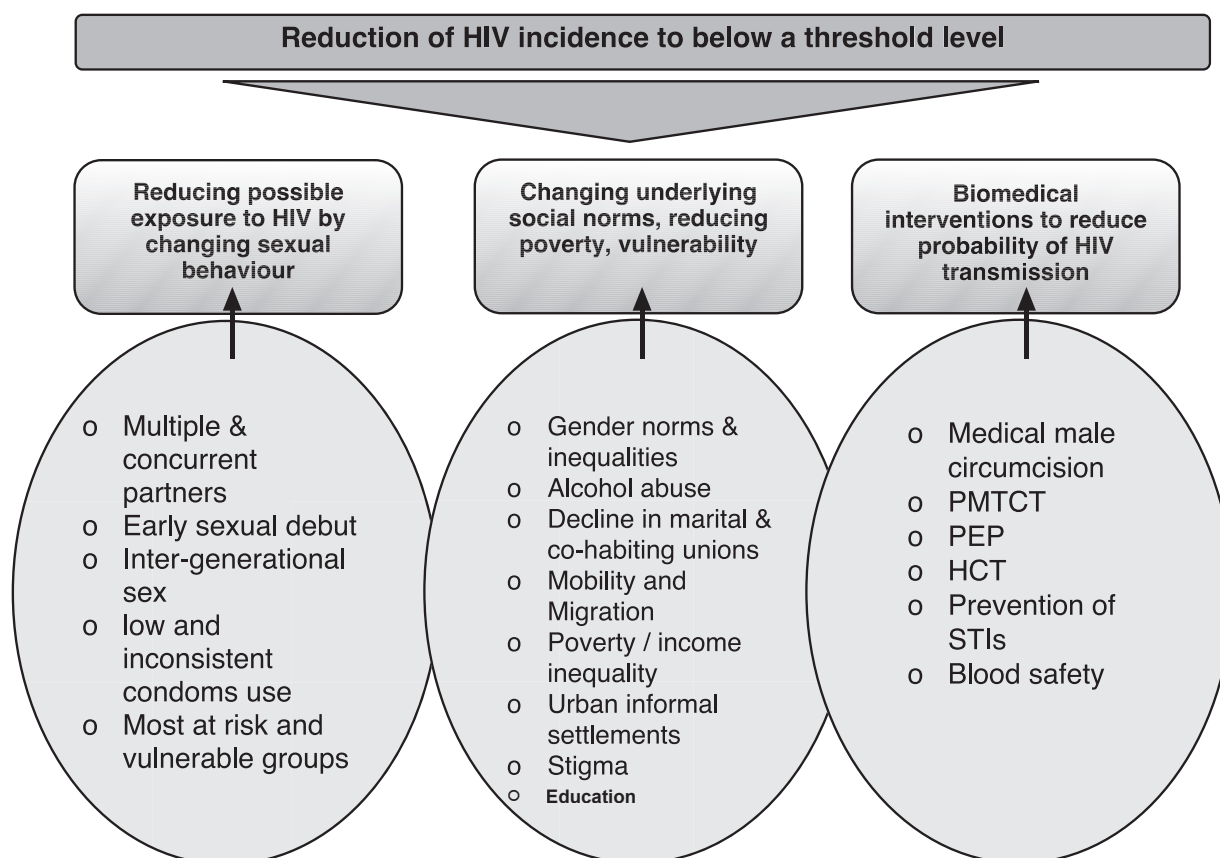 Reduction of HIV incidence to below a threshold level
Reducing possible
exposure to HIV by
changing sexual
behaviour
Changing underlying
social norms, reducing
poverty, vulnerability
Biomedical
interventions to reduce
probability of HIV
transmission
o Multiple &
concurrent
partners
o Early sexual debut
o Inter-generational
sex
o low and
inconsistent
condoms use
o Most at risk and
vulnerable groups
o Gender norms &
inequalities
o Alcohol abuse
o Decline in marital &
co-habiting unions
o Mobility and
Migration
o Poverty / income
inequality
o Urban informal
settlements
o Stigma
o Education
o Medical male
circumcision
o PMTCT
o PEP
o HCT
o Prevention of
STIs
o Blood safety